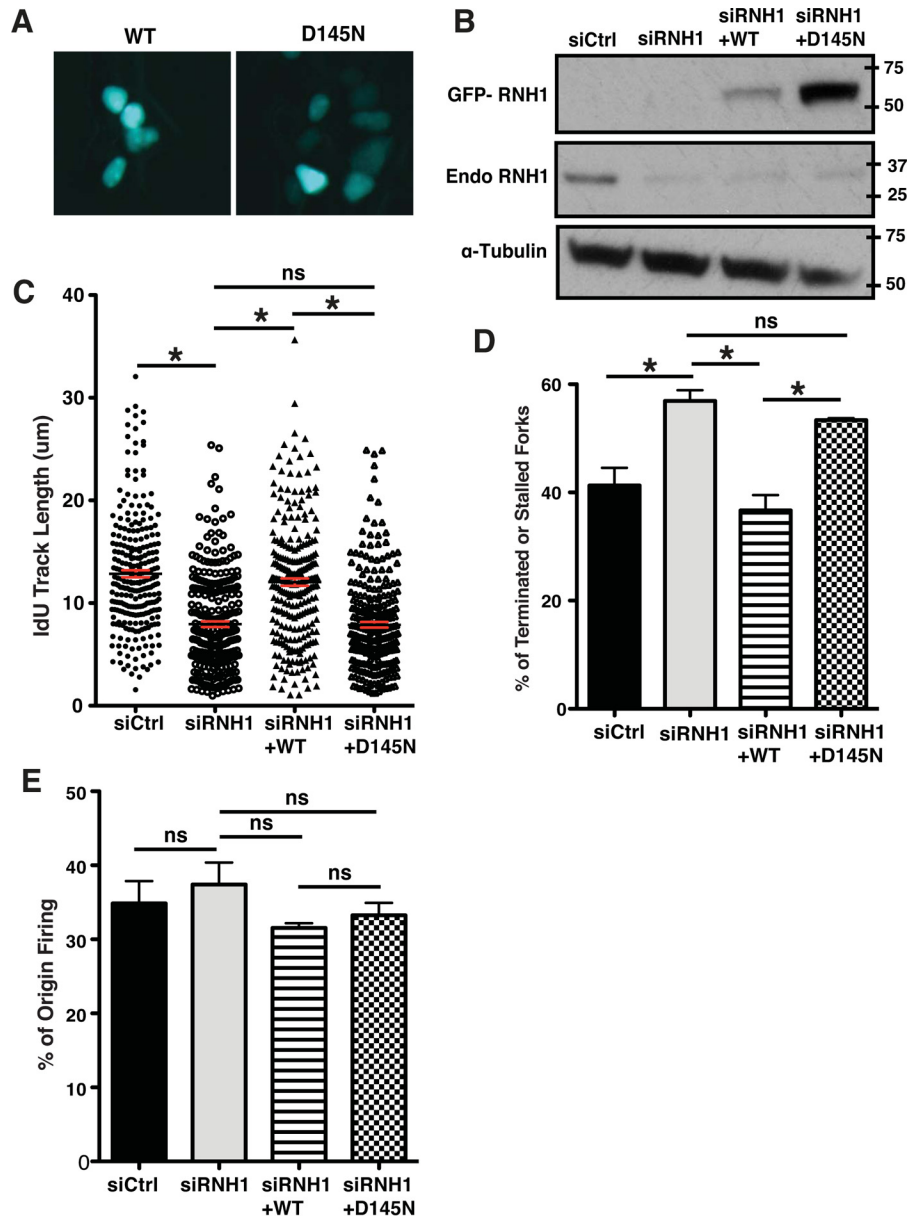 A
WT
D145N
B
siCtrl
siRNH1
siRNH1
+WT
siRNH1
+D145N
GFP- RNH1
75
50
Endo RNH1
37
25
α-Tubulin
75
50
C
ns
*
*
*
IdU Track Length (um)
40
30
20
10
0
siCtrl
siRNH1
siRNH1
+WT
siRNH1
+D145N
D
ns
*
*
*
% of Terminated or Stalled Forks
60
40
20
0
siCtrl
siRNH1
siRNH1
+WT
siRNH1
+D145N
E
ns
ns
ns
ns
% of Origin Firing
50
40
30
20
10
0
siCtrl
siRNH1
siRNH1
+WT
siRNH1
+D145N